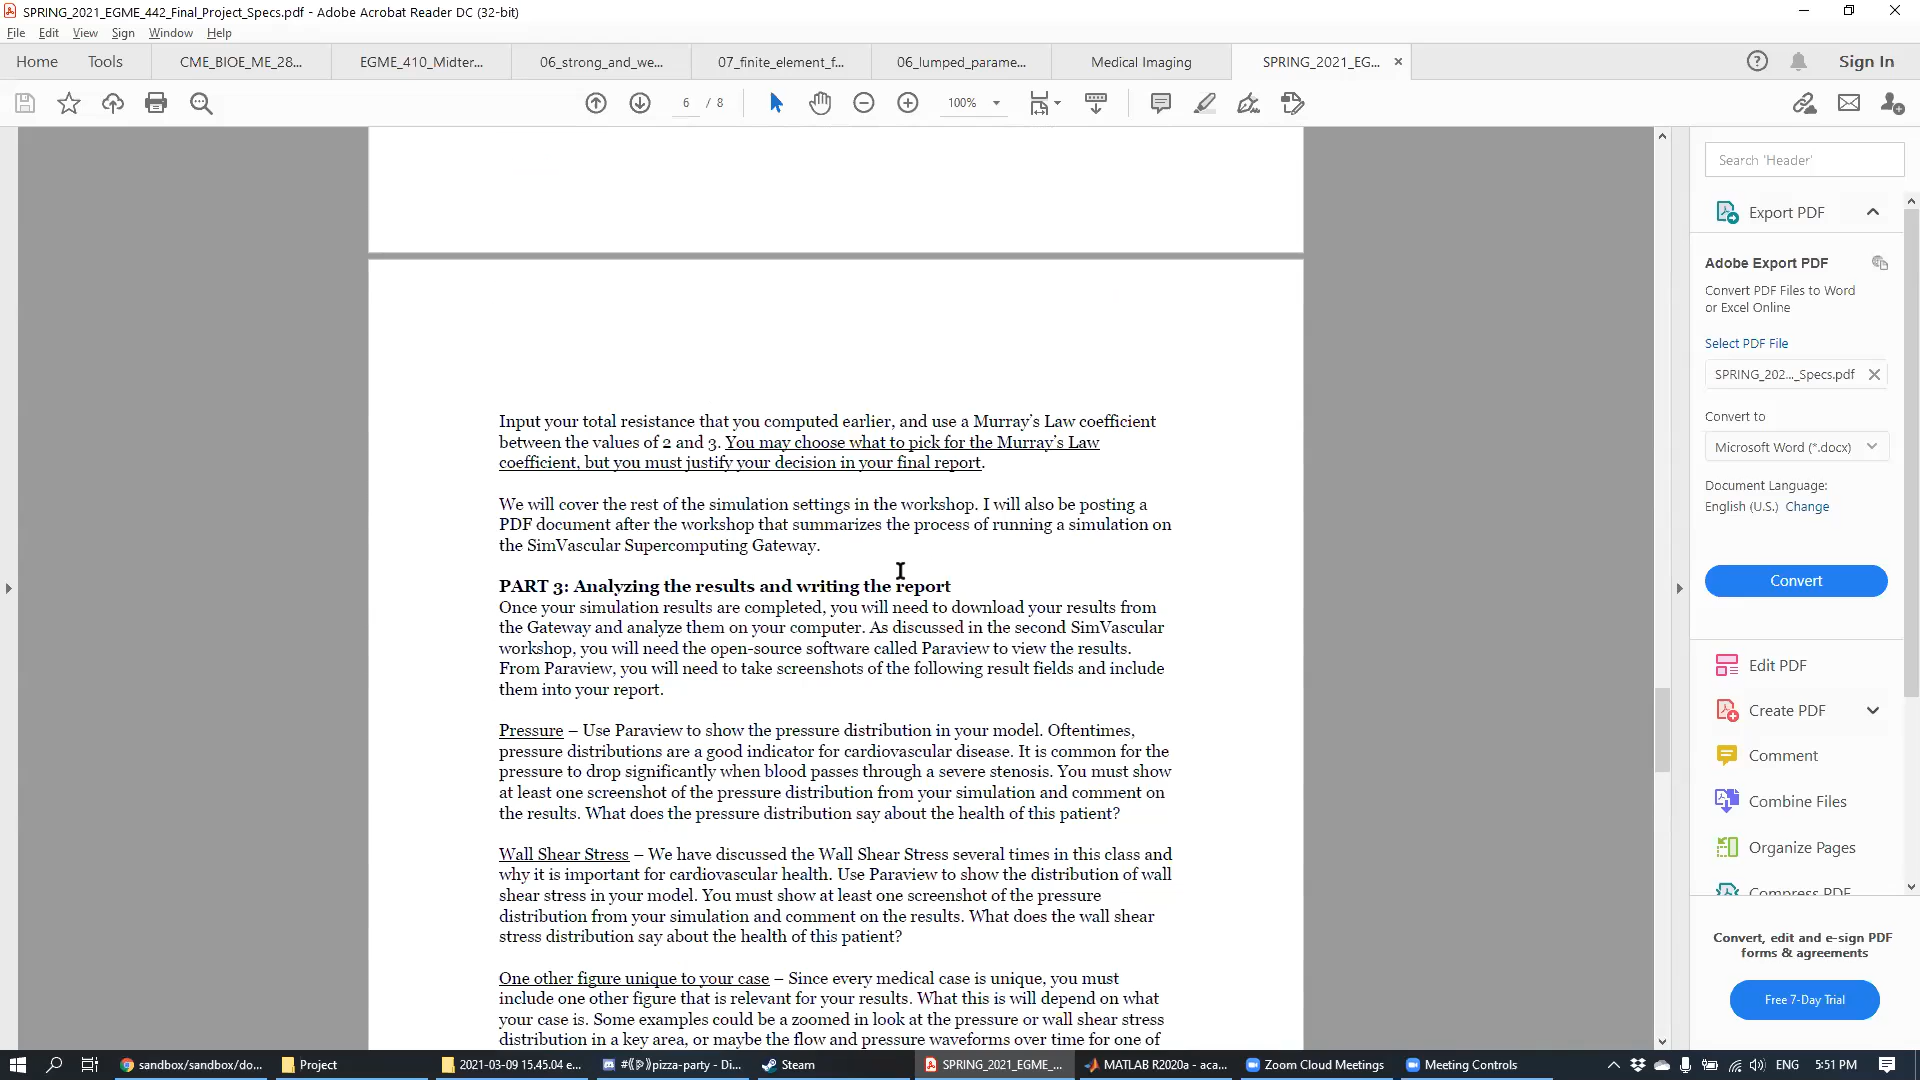 SPRING_2021_EGME_442_Final_Project_Specs.pdf - Adobe Acrobat Reader DC (32-bit)
File Edit View Sign Window Help
Home Tools CME_BIOE_ME_28... EGME_410_Midter... 06_strong_and_we... 07_finite_element_f... 06_lumped_parame... Medical Imaging SPRING_2021_EG... Sign In
6 / 8 100%
Input your total resistance that you computed earlier, and use a Murray's Law coefficient
between the values of 2 and 3. You may choose what to pick for the Murray's Law
coefficient, but you must justify your decision in your final report.
We will cover the rest of the simulation settings in the workshop. I will also be posting a
PDF document after the workshop that summarizes the process of running a simulation on
the SimVascular Supercomputing Gateway.
PART 3: Analyzing the results and writing the report
Once your simulation results are completed, you will need to download your results from
the Gateway and analyze them on your computer. As discussed in the second SimVascular
workshop, you will need the open-source software called Paraview to view the results.
From Paraview, you will need to take screenshots of the following result fields and include
them into your report.
Pressure – Use Paraview to show the pressure distribution in your model. Oftentimes,
pressure distributions are a good indicator for cardiovascular disease. It is common for the
pressure to drop significantly when blood passes through a severe stenosis. You must show
at least one screenshot of the pressure distribution from your simulation and comment on
the results. What does the pressure distribution say about the health of this patient?
Wall Shear Stress – We have discussed the Wall Shear Stress several times in this class and
why it is important for cardiovascular health. Use Paraview to show the distribution of wall
shear stress in your model. You must show at least one screenshot of the pressure
distribution from your simulation and comment on the results. What does the wall shear
stress distribution say about the health of this patient?
One other figure unique to your case – Since every medical case is unique, you must
include one other figure that is relevant for your results. What this is will depend on what
your case is. Some examples could be a zoomed in look at the pressure or wall shear stress
distribution in a key area, or maybe the flow and pressure waveforms over time for one of
Search 'Header'
Export PDF
Adobe Export PDF
Convert PDF Files to Word
or Excel Online
Select PDF File
SPRING_202..._Specs.pdf
Convert to
Microsoft Word (*.docx)
Document Language:
English (U.S.) Change
Convert
Edit PDF
Create PDF
Comment
Combine Files
Organize Pages
Compress PDF
Convert, edit and e-sign PDF
forms & agreements
Free 7-Day Trial
sandbox/sandbox/do... Project 2021-03-09 15.45.04 e... #(( pizza-party - Di... Steam SPRING_2021_EGME_... MATLAB R2020a - aca... Zoom Cloud Meetings Meeting Controls ENG 5:51 PM